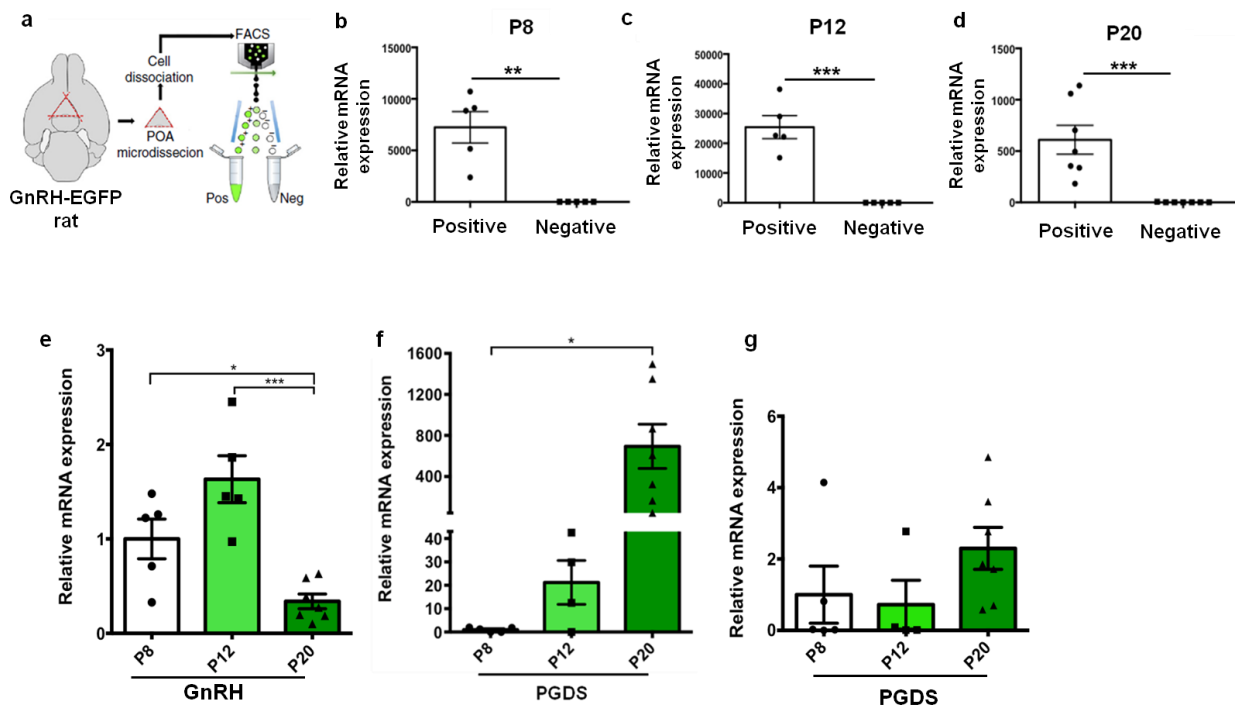 a
FACS
Cell
dissociation
POA
microdissecion
GnRH-EGFP
rat
Pos
Neg
+
-
b
P8
Relative mRNA
expression
15000
10000
5000
0
**
Positive
Negative
c
P12
Relative mRNA
expression
50000
40000
30000
20000
10000
0
***
Positive
Negative
d
P20
Relative mRNA
expression
1500
1000
500
0
***
Positive
Negative
e
Relative mRNA expression
3
2
1
0
*
***
P8
P12
P20
GnRH
f
Relative mRNA expression
1600
1200
800
400
40
30
20
10
0
*
P8
P12
P20
PGDS
g
Relative mRNA expression
6
4
2
0
P8
P12
P20
PGDS